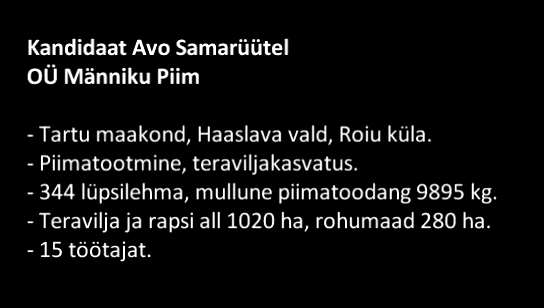 Kandidaat Avo Samarüütel
OÜ Männiku Piim
- Tartu maakond, Haaslava vald, Roiu küla.
- Piimatootmine, teraviljakasvatus.
- 344 lüpsilehma, mullune piimatoodang 9895 kg.
- Teravilja ja rapsi all 1020 ha, rohumaad 280 ha.
- 15 töötajat.